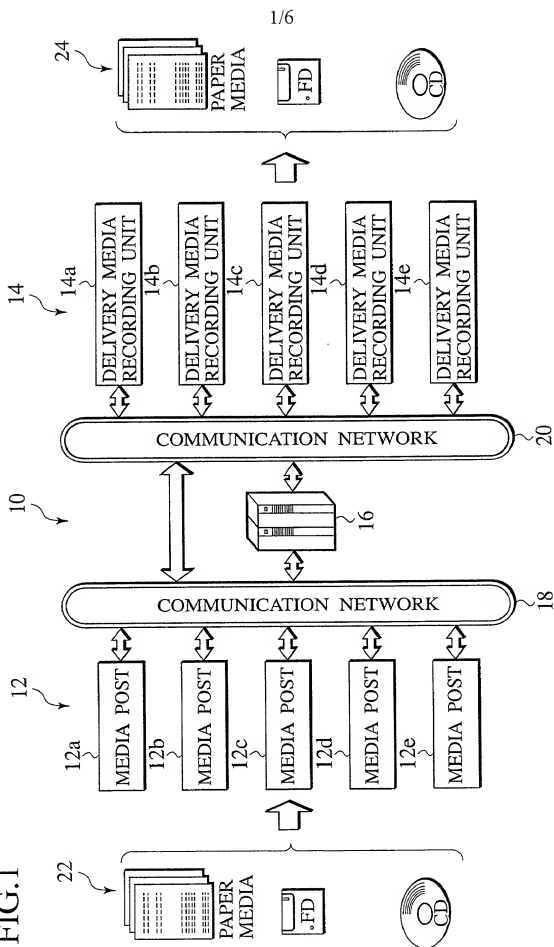 1/6
FIG.1
22
PAPER
MEDIA
FD
CD
12
12a
MEDIA POST
12b
MEDIA POST
12c
MEDIA POST
12d
MEDIA POST
12e
MEDIA POST
10
COMMUNICATION NETWORK
18
16
COMMUNICATION NETWORK
20
14
14a
DELIVERY MEDIA
RECORDING UNIT
14b
DELIVERY MEDIA
RECORDING UNIT
14c
DELIVERY MEDIA
RECORDING UNIT
14d
DELIVERY MEDIA
RECORDING UNIT
14e
DELIVERY MEDIA
RECORDING UNIT
24
PAPER
MEDIA
FD
CD